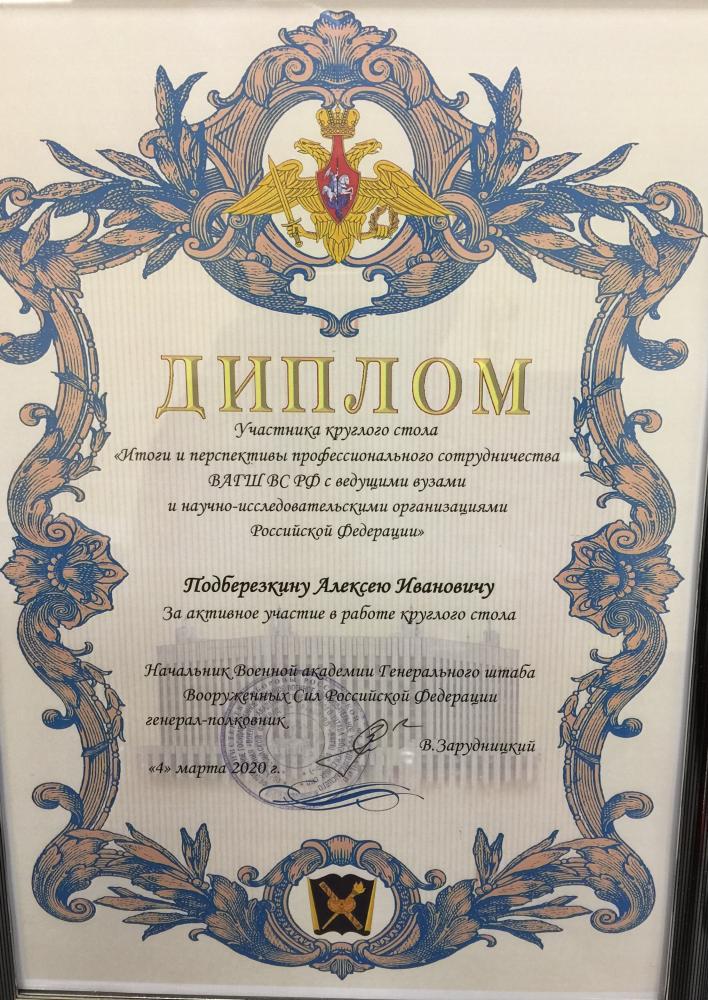 ДИПЛОМ
Участника круглого стола
«Итоги и перспективы профессионального сотрудничества
ВАГШ ВС РФ с ведущими вузами
и научно-исследовательскими организациями
Российской Федерации»
Подберезкину Алексею Ивановичу
За активное участие в работе круглого стола
Начальник Военной академии Генерального штаба
Вооруженных Сил Российской Федерации
генерал-полковник
В.Зарудницкий
«4» марта 2020 г.